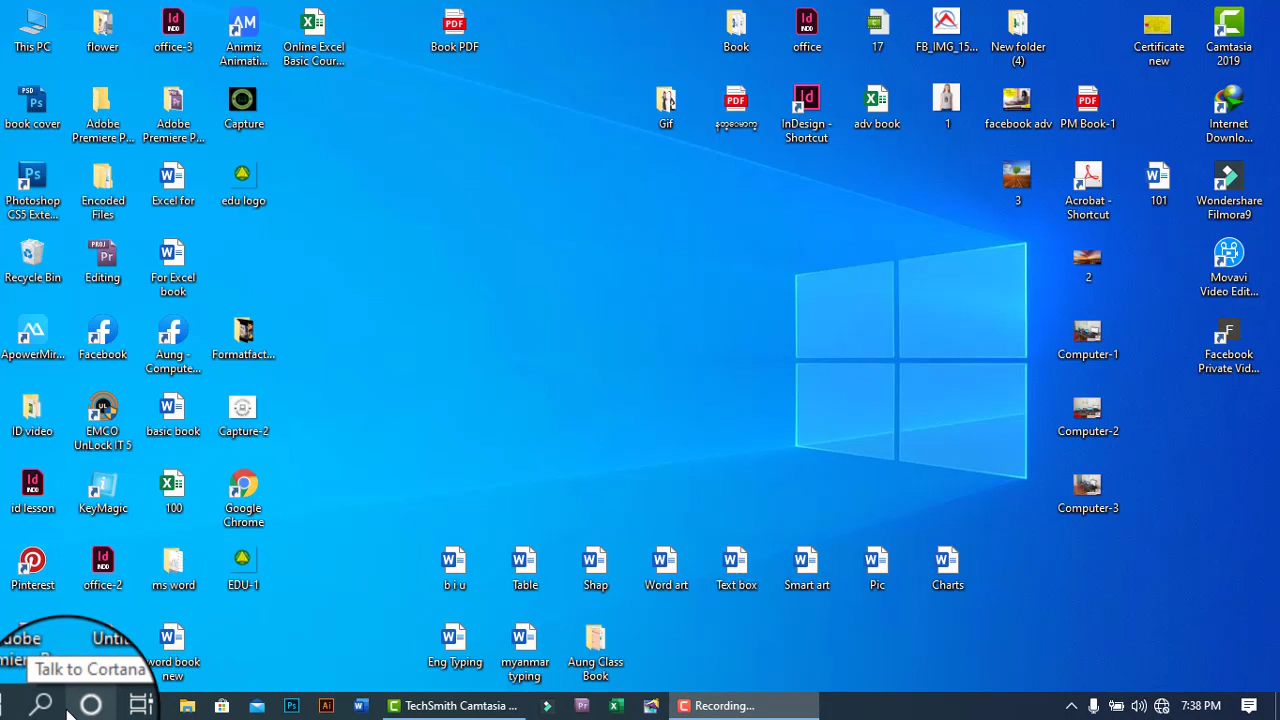 This PC
flower
office-3
Animiz
Animati...
Online Excel
Basic Cour...
Book PDF
Book
office
17
FB_IMG_15...
New folder
(4)
Certificate
new
Camtasia
2019
book cover
Adobe
Premiere P...
Adobe
Premiere P...
Capture
Gif
InDesign -
Shortcut
adv book
1
facebook adv
PM Book-1
Internet
Downlo...
Photoshop
CS5 Exte...
Encoded
Files
Excel for
edu logo
3
Acrobat -
Shortcut
101
Wondershare
Filmora9
Recycle Bin
Editing
For Excel
book
2
Movavi
Video Edit...
ApowerMir...
Facebook
Aung -
Compute...
Formatfact...
Computer-1
Facebook
Private Vid...
ID video
EMCO
UnLock IT 5
basic book
Capture-2
Computer-2
id lesson
KeyMagic
100
Google
Chrome
Computer-3
Pinterest
office-2
ms word
EDU-1
b i u
Table
Shap
Word art
Text box
Smart art
Pic
Charts
word book
new
Eng Typing
myanmar
typing
Aung Class
Book
Talk to Cortana
TechSmith Camtasia ...
Recording...
7:38 PM